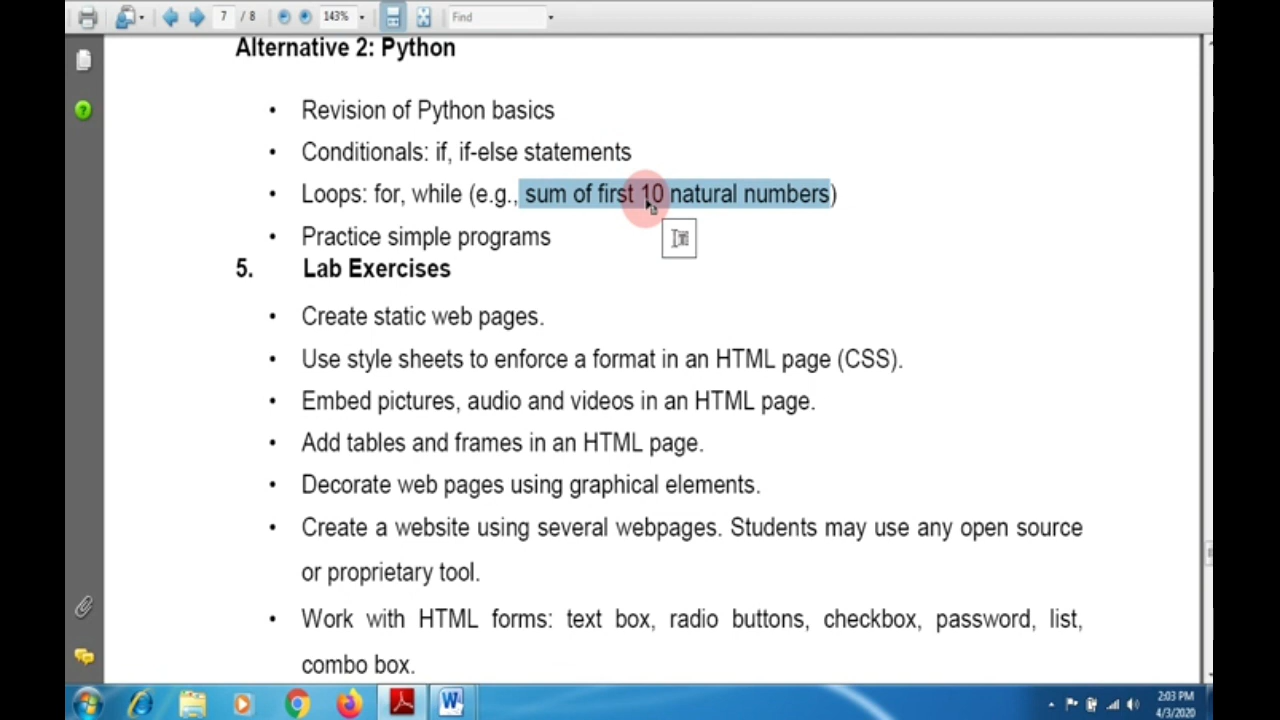 7 / 8 143% Find
Alternative 2: Python
• Revision of Python basics
• Conditionals: if, if-else statements
• Loops: for, while (e.g., sum of first 10 natural numbers)
• Practice simple programs
5. Lab Exercises
• Create static web pages.
• Use style sheets to enforce a format in an HTML page (CSS).
• Embed pictures, audio and videos in an HTML page.
• Add tables and frames in an HTML page.
• Decorate web pages using graphical elements.
• Create a website using several webpages. Students may use any open source
or proprietary tool.
• Work with HTML forms: text box, radio buttons, checkbox, password, list,
combo box.
2:03 PM
4/3/2020